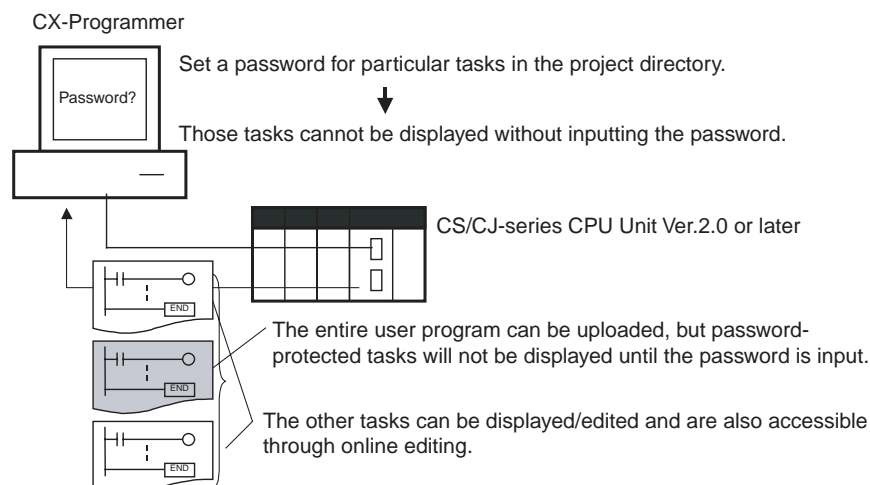 CX-Programmer
Set a password for particular tasks in the project directory.
Password?
Those tasks cannot be displayed without inputting the password.
CS/CJ-series CPU Unit Ver.2.0 or later
END
The entire user program can be uploaded, but password-
protected tasks will not be displayed until the password is input.
END
The other tasks can be displayed/edited and are also accessible
through online editing.
END